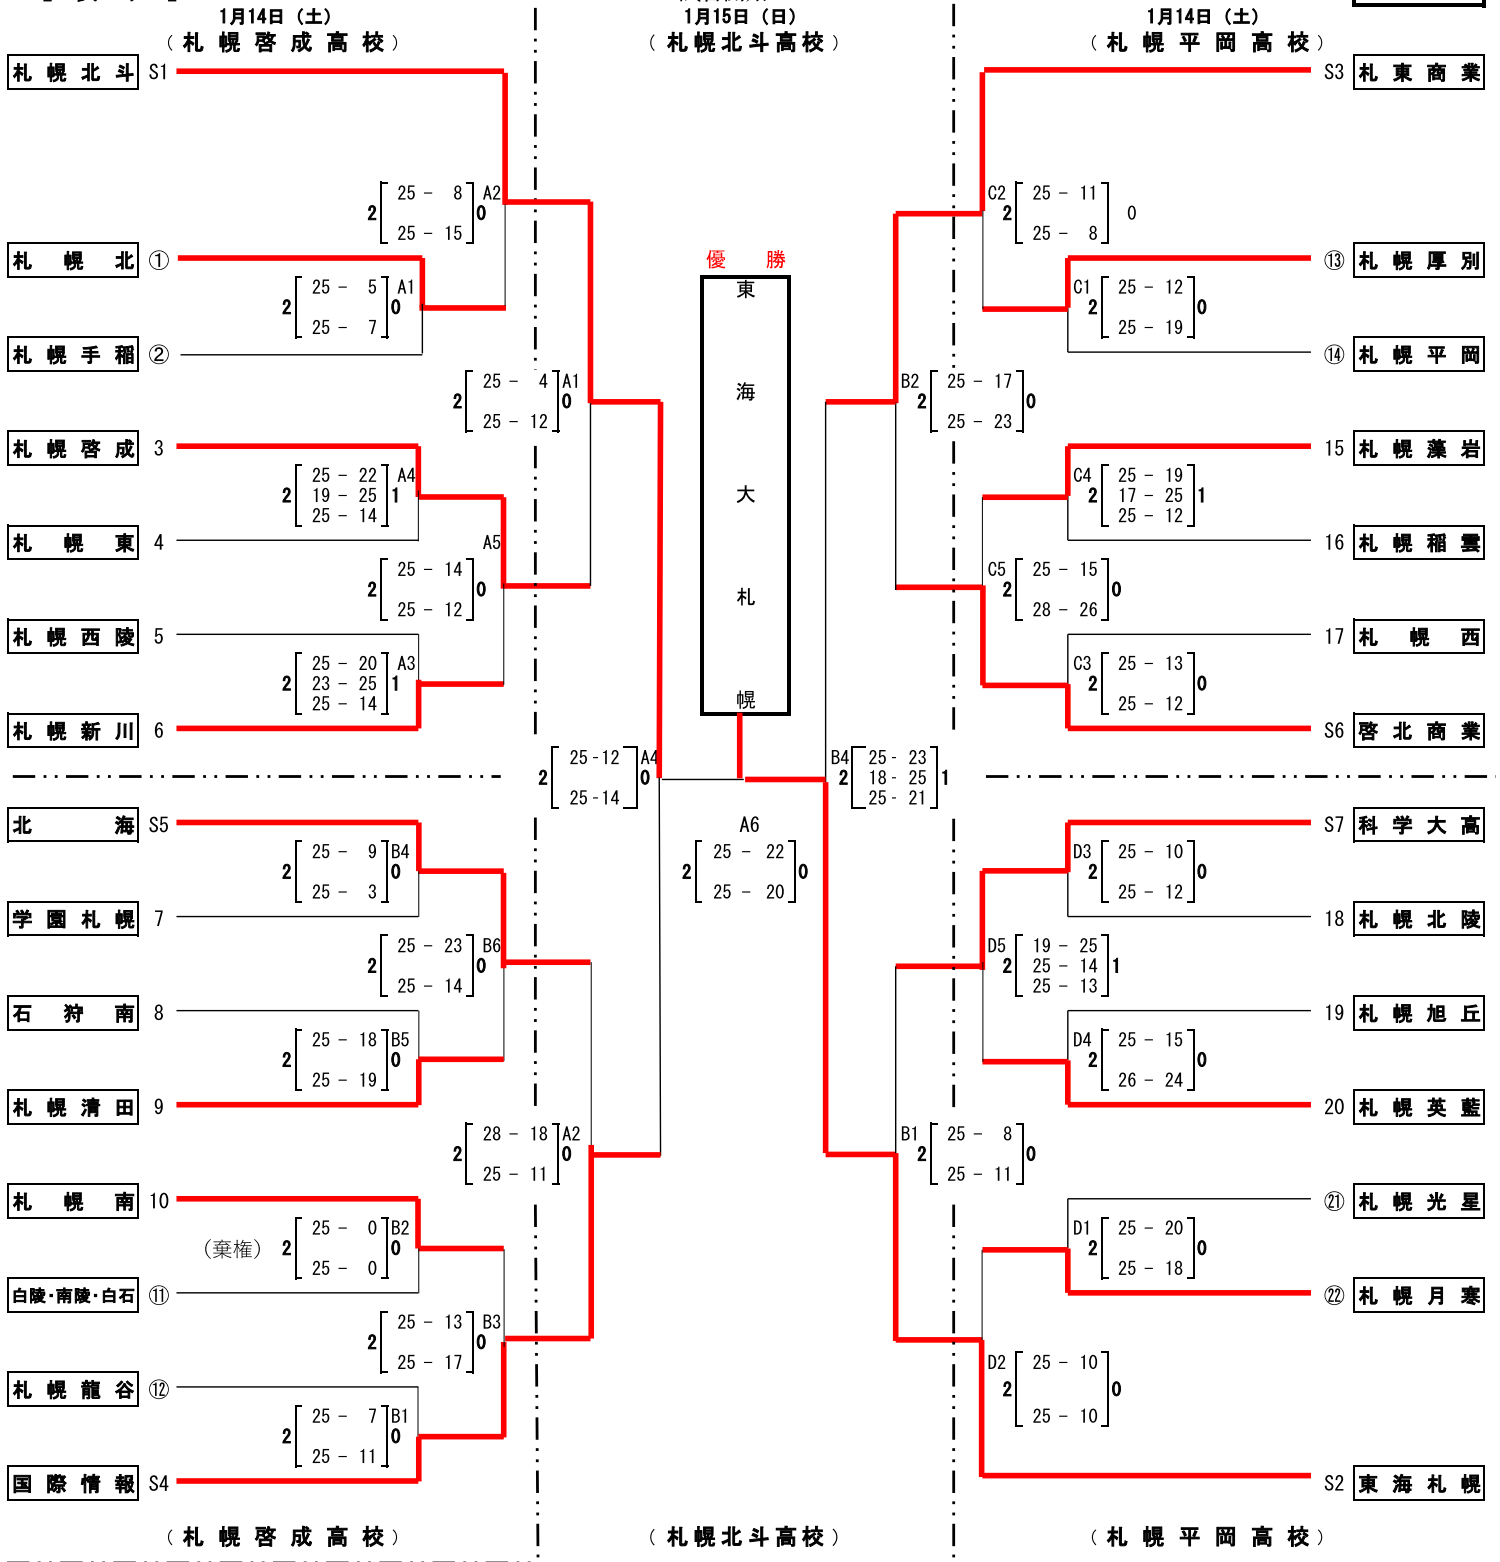 1月14日（土）
1月15日（日）
1月14日（土）
（札幌啓成高校）
（札幌北斗高校）
（札幌平岡高校）
札幌北斗 S1
S3 札東商業
2 25 - 8 A2 0
25 - 15
C2 2 25 - 11 0
25 - 8
札幌北 ①
⑬ 札幌厚別
2 25 - 5 A1 0
25 - 7
C1 2 25 - 12 0
25 - 19
札幌手稲 ②
⑭ 札幌平岡
優勝
東海大札幌
2 25 - 4 A1 0
25 - 12
B2 2 25 - 17 0
25 - 23
札幌啓成 3
15 札幌藻岩
25 - 22 A4
2 19 - 25 1
25 - 14
C4 25 - 19
2 17 - 25 1
25 - 12
札幌東 4
16 札幌稲雲
A5
2 25 - 14 0
25 - 12
C5 2 25 - 15 0
28 - 26
札幌西陵 5
17 札幌西
25 - 20 A3
2 23 - 25 1
25 - 14
C3 2 25 - 13 0
25 - 12
札幌新川 6
S6 啓北商業
2 25 -12 A4 0
25 -14
B4 25 - 23
2 18 - 25 1
25 - 21
北海 S5
S7 科学大高
A6
2 25 - 22 0
25 - 20
2 25 - 9 B4 0
25 - 3
D3 2 25 - 10 0
25 - 12
学園札幌 7
18 札幌北陵
2 25 - 23 B6 0
25 - 14
D5 19 - 25
2 25 - 14 1
25 - 13
石狩南 8
19 札幌旭丘
2 25 - 18 B5 0
25 - 19
D4 2 25 - 15 0
26 - 24
札幌清田 9
20 札幌英藍
2 28 - 18 A2 0
25 - 11
B1 2 25 - 8 0
25 - 11
札幌南 10
㉑ 札幌光星
（棄権） 2 25 - 0 B2 0
25 - 0
D1 2 25 - 20 0
25 - 18
白陵・南陵・白石 ⑪
㉒ 札幌月寒
2 25 - 13 B3 0
25 - 17
D2 2 25 - 10 0
25 - 10
札幌龍谷 ⑫
2 25 - 7 B1 0
25 - 11
国際情報 S4
S2 東海札幌
（札幌啓成高校）
（札幌北斗高校）
（札幌平岡高校）